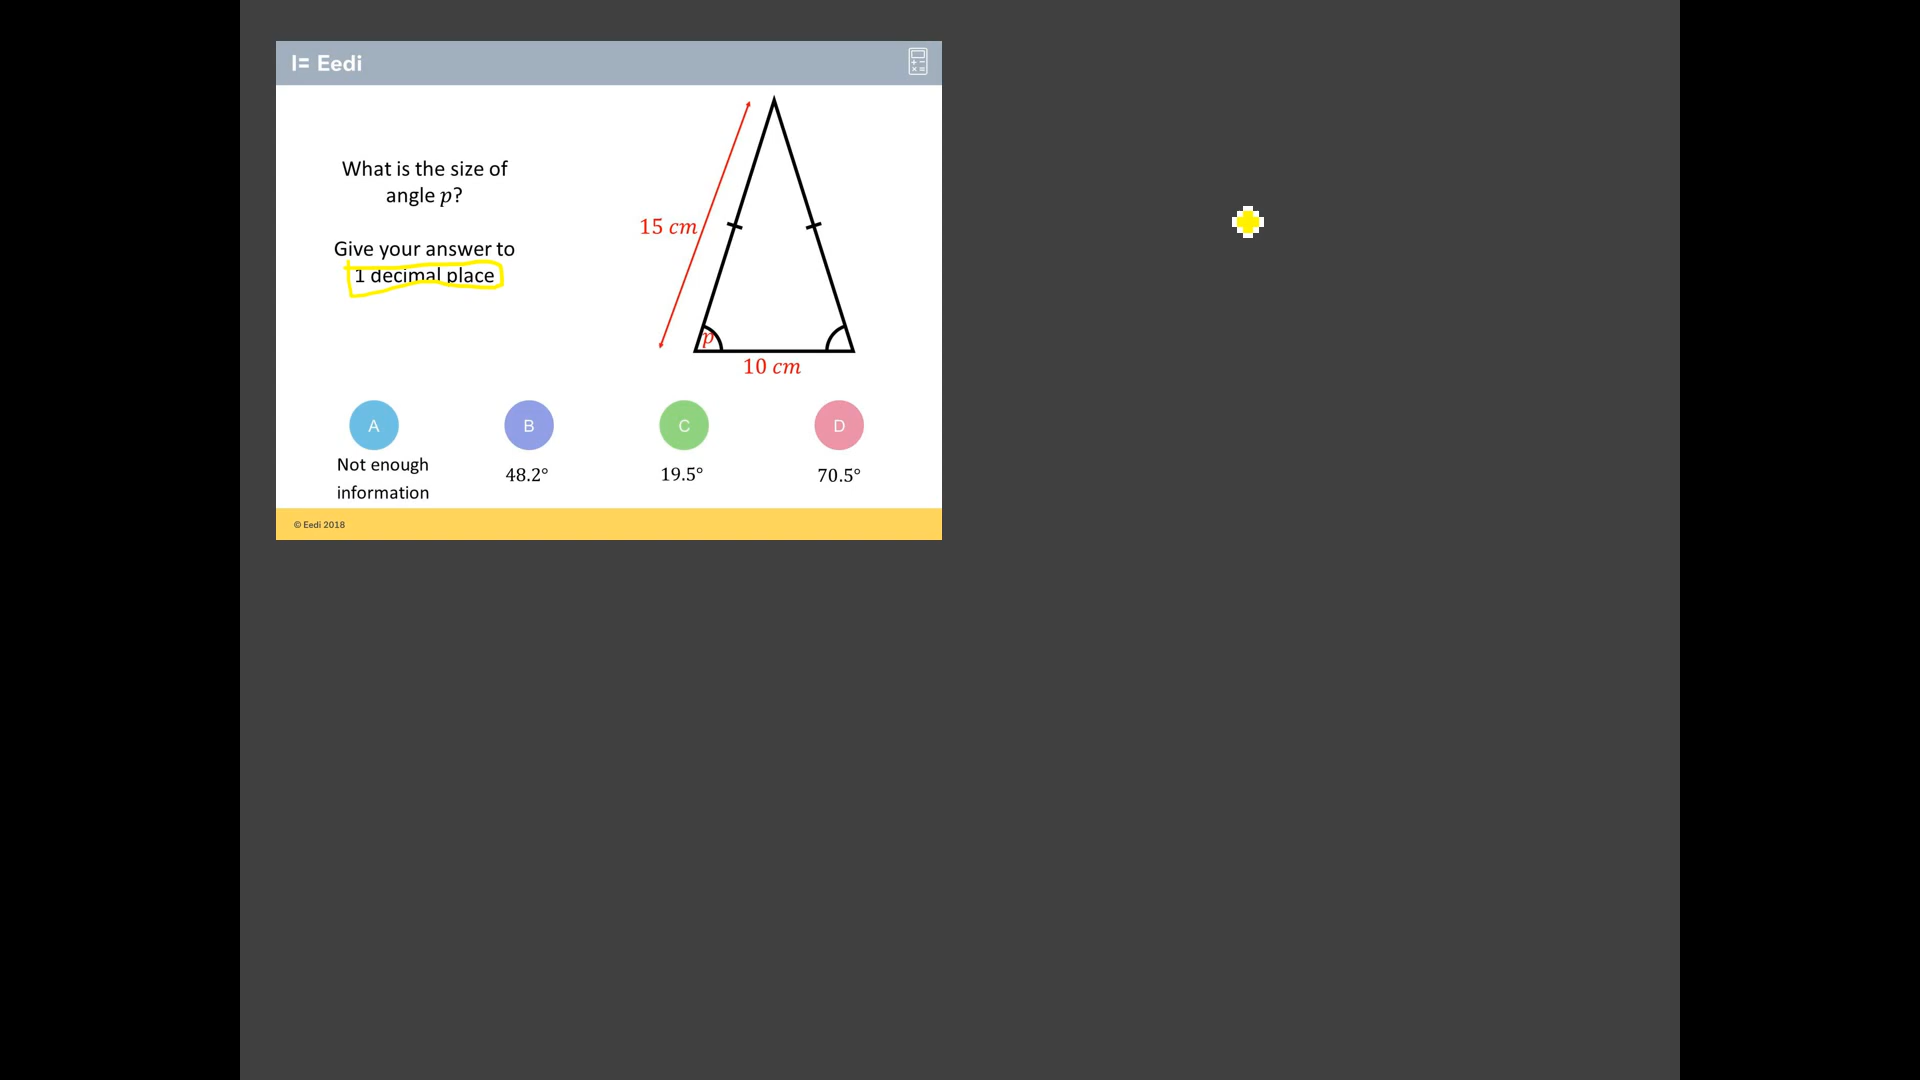 Eedi
What is the size of
angle p?
Give your answer to
1 decimal place
15 cm
p
10 cm
A
B
C
D
Not enough
information
48.2°
19.5°
70.5°
© Eedi 2018